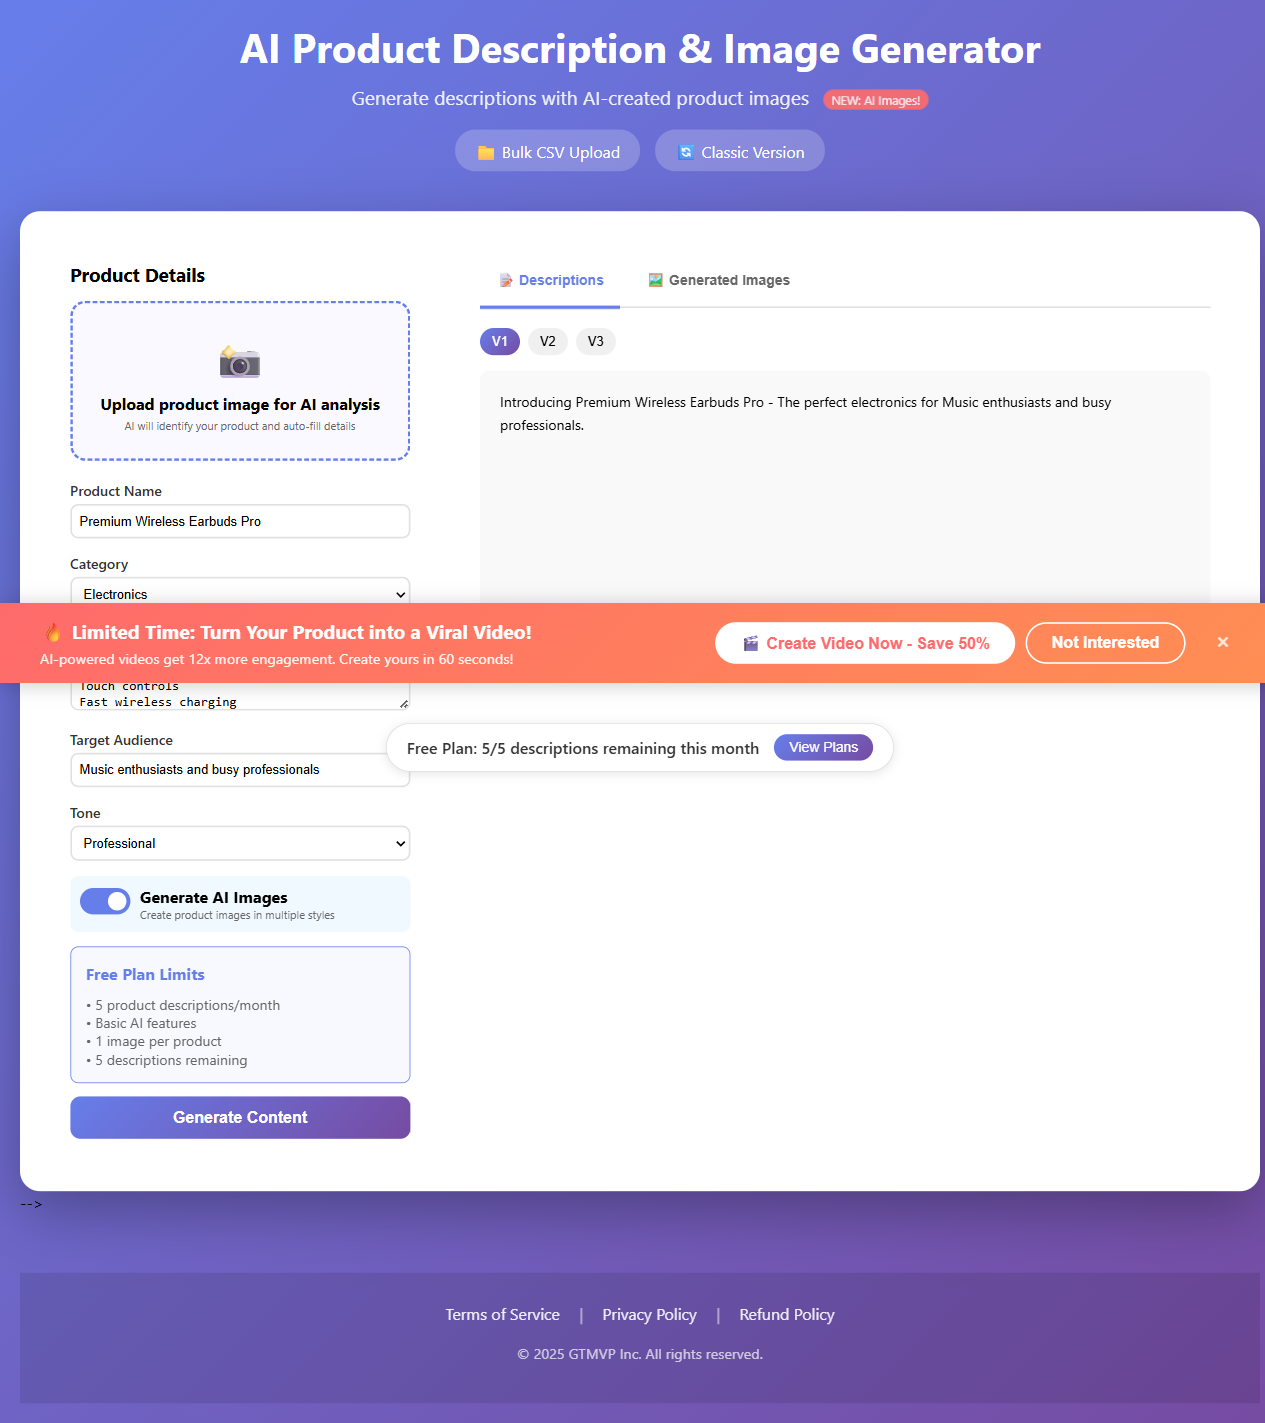 AI Product Description & Image Generator
Generate descriptions with AI-created product images NEW: AI Images!
Bulk CSV Upload
Classic Version
Product Details
Upload product image for AI analysis
AI will identify your product and auto-fill details
Product Name
Premium Wireless Earbuds Pro
Category
Electronics
Descriptions
Generated Images
V1
V2
V3
Introducing Premium Wireless Earbuds Pro - The perfect electronics for Music enthusiasts and busy
professionals.
Limited Time: Turn Your Product into a Viral Video!
AI-powered videos get 12x more engagement. Create yours in 60 seconds!
Create Video Now - Save 50%
Not Interested
×
Touch controls
Fast wireless charging
Free Plan: 5/5 descriptions remaining this month
View Plans
Target Audience
Music enthusiasts and busy professionals
Tone
Professional
Generate AI Images
Create product images in multiple styles
Free Plan Limits
• 5 product descriptions/month
• Basic AI features
• 1 image per product
• 5 descriptions remaining
Generate Content
-->
Terms of Service | Privacy Policy | Refund Policy
© 2025 GTMVP Inc. All rights reserved.